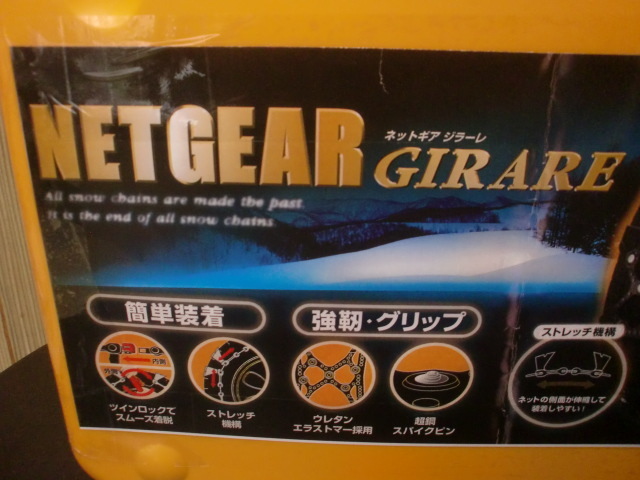 NETGEAR
ネットギア ジラーレ
GIRARE
All snow chains are made the past.
It is the end of all snow chains.
簡単装着
強靭・グリップ
ストレッチ機構
内側
外側
ツインロックで
スムーズ着脱
ストレッチ
機構
ウレタン
エラストマー採用
超鋼
スパイクピン
ネットの側面が伸縮して
装着しやすい!